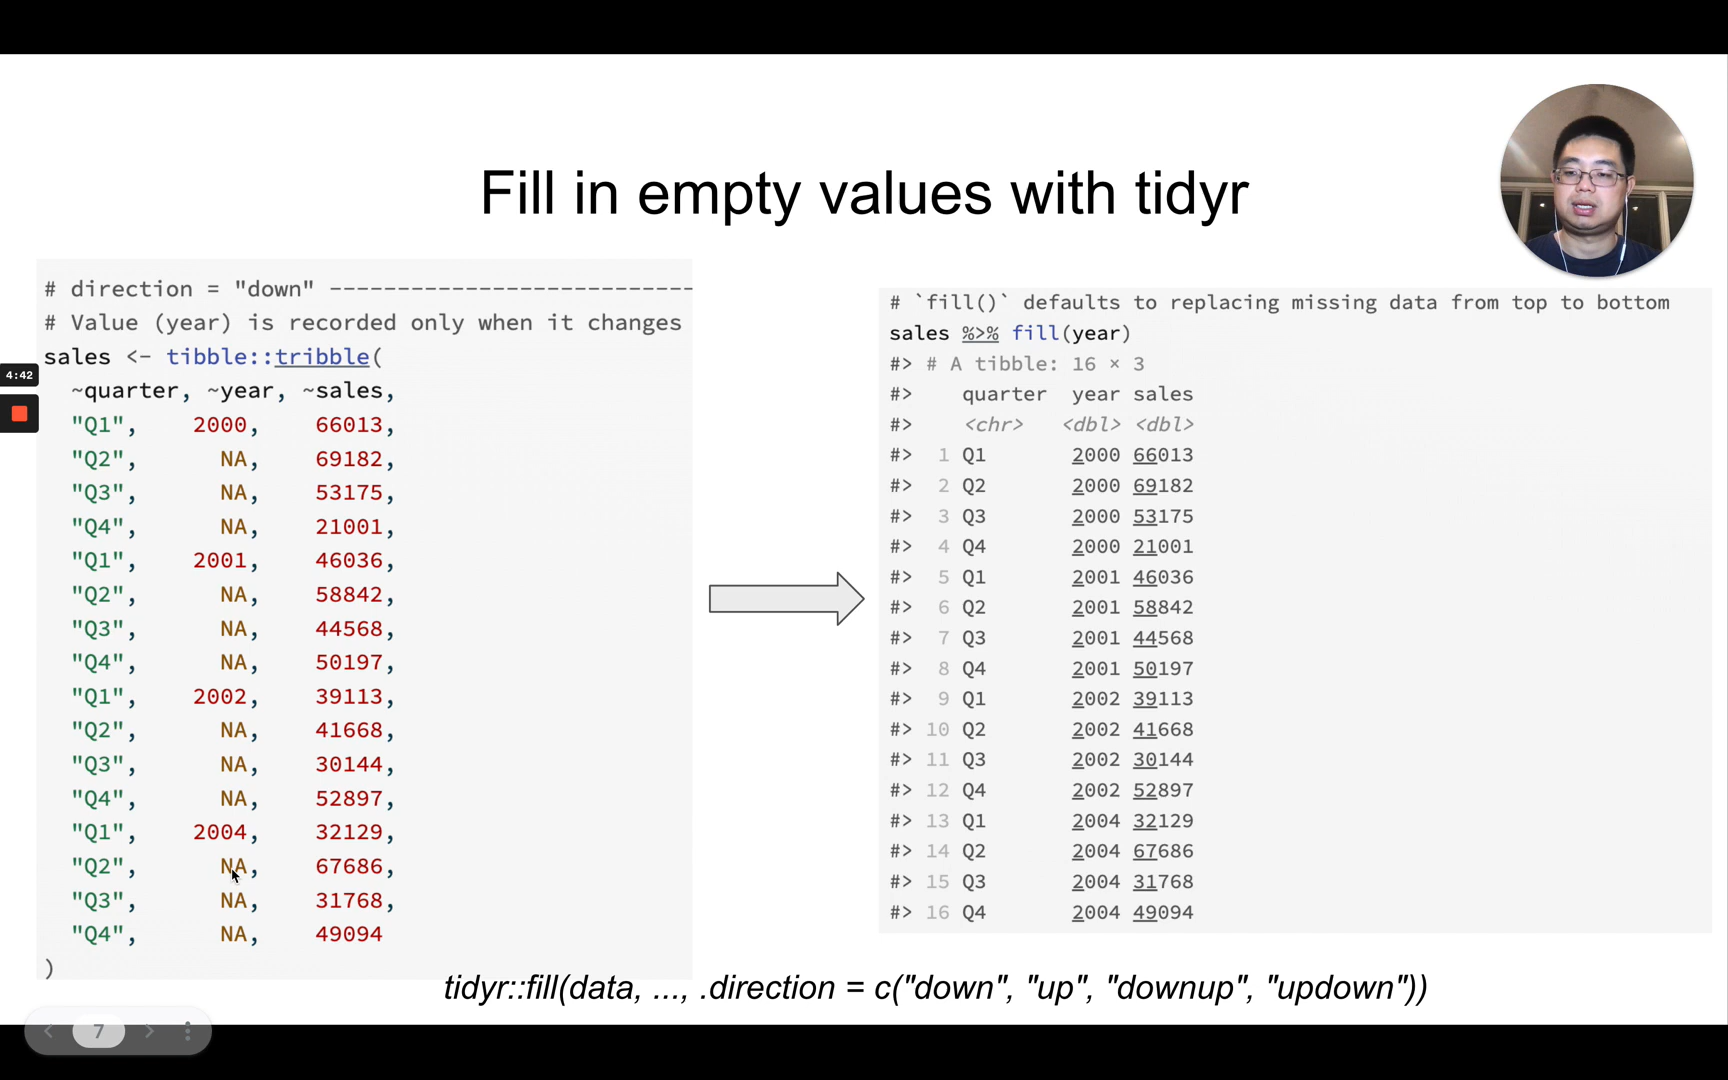 Fill in empty values with tidyr
# direction = "down" ---------------------------
# Value (year) is recorded only when it changes
sales <- tibble::tribble(
~quarter, ~year, ~sales,
"Q1", 2000, 66013,
"Q2", NA, 69182,
"Q3", NA, 53175,
"Q4", NA, 21001,
"Q1", 2001, 46036,
"Q2", NA, 58842,
"Q3", NA, 44568,
"Q4", NA, 50197,
"Q1", 2002, 39113,
"Q2", NA, 41668,
"Q3", NA, 30144,
"Q4", NA, 52897,
"Q1", 2004, 32129,
"Q2", NA, 67686,
"Q3", NA, 31768,
"Q4", NA, 49094
)
4:42
# `fill()` defaults to replacing missing data from top to bottom
sales %>% fill(year)
#> # A tibble: 16 × 3
#> quarter year sales
#> <chr> <dbl> <dbl>
#> 1 Q1 2000 66013
#> 2 Q2 2000 69182
#> 3 Q3 2000 53175
#> 4 Q4 2000 21001
#> 5 Q1 2001 46036
#> 6 Q2 2001 58842
#> 7 Q3 2001 44568
#> 8 Q4 2001 50197
#> 9 Q1 2002 39113
#> 10 Q2 2002 41668
#> 11 Q3 2002 30144
#> 12 Q4 2002 52897
#> 13 Q1 2004 32129
#> 14 Q2 2004 67686
#> 15 Q3 2004 31768
#> 16 Q4 2004 49094
tidyr::fill(data, ..., .direction = c("down", "up", "downup", "updown"))
7